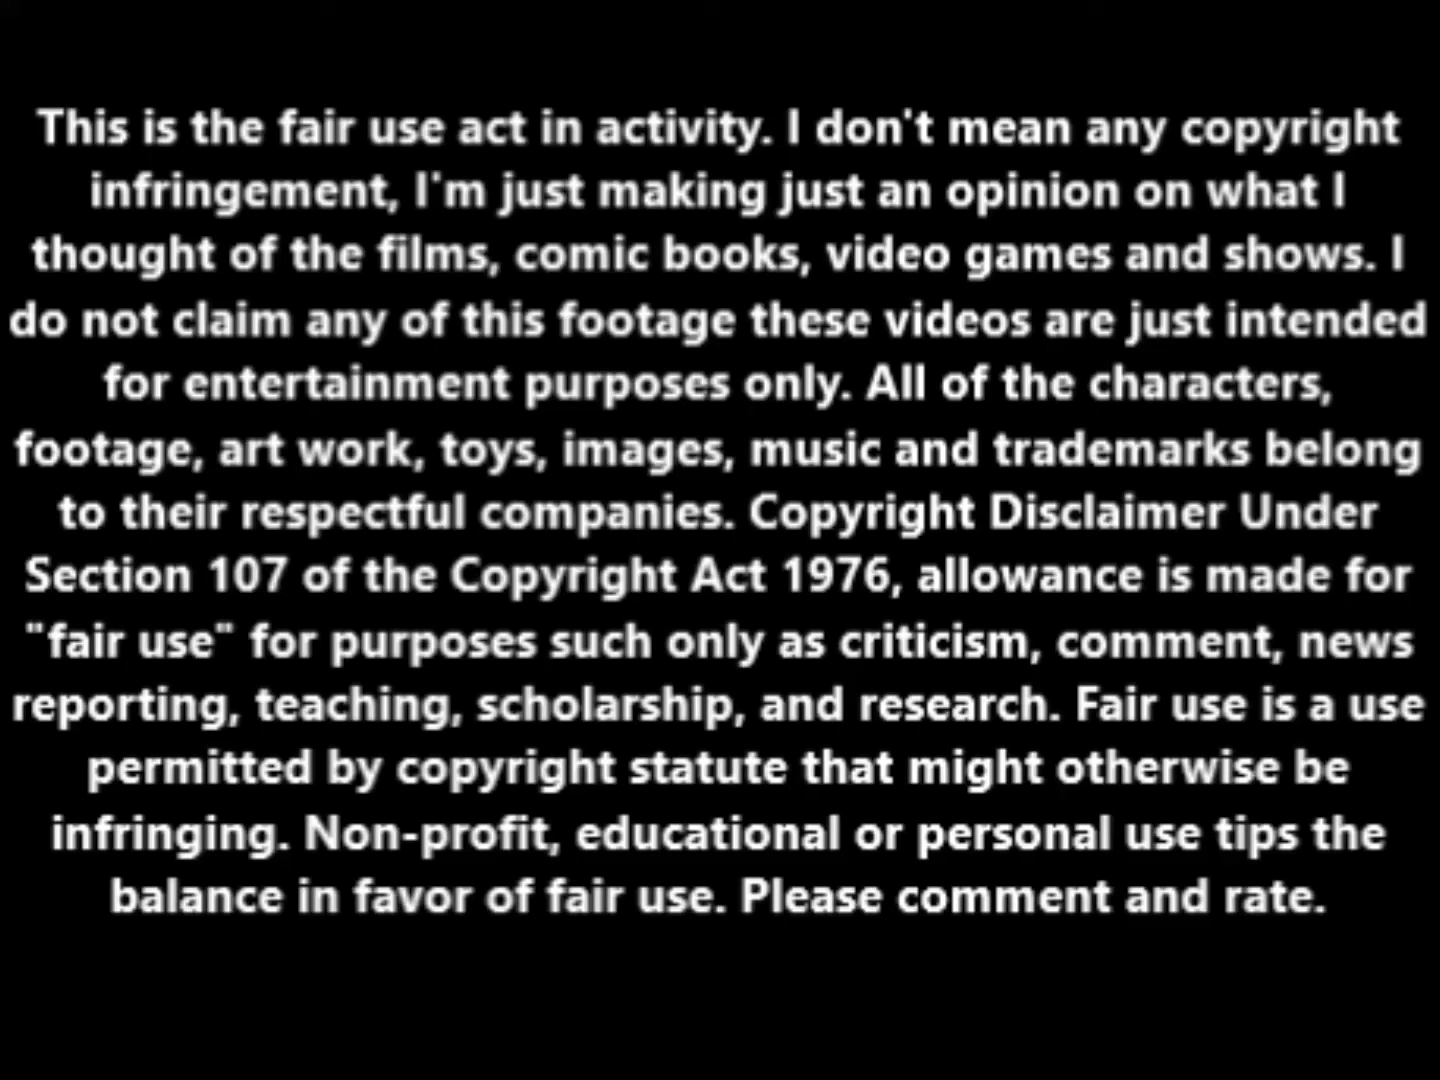 This is the fair use act in activity. I don't mean any copyright
infringement, I'm just making just an opinion on what I
thought of the films, comic books, video games and shows. I
do not claim any of this footage these videos are just intended
for entertainment purposes only. All of the characters,
footage, art work, toys, images, music and trademarks belong
to their respectful companies. Copyright Disclaimer Under
Section 107 of the Copyright Act 1976, allowance is made for
"fair use" for purposes such only as criticism, comment, news
reporting, teaching, scholarship, and research. Fair use is a use
permitted by copyright statute that might otherwise be
infringing. Non-profit, educational or personal use tips the
balance in favor of fair use. Please comment and rate.